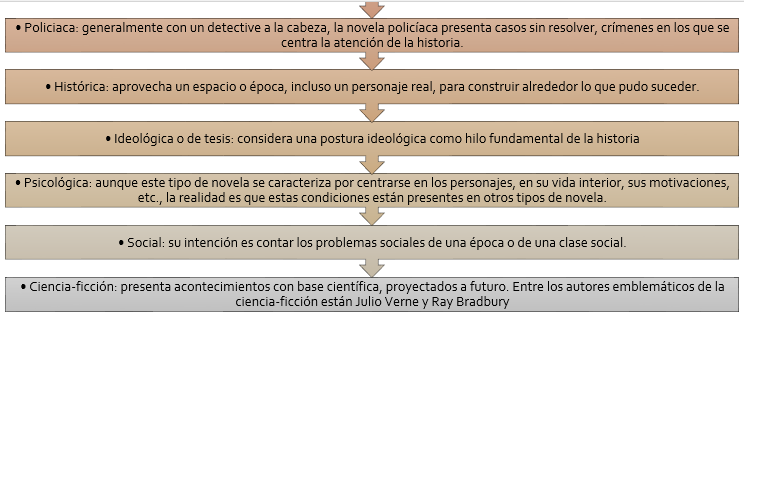 • Policiaca: generalmente con un detective a la cabeza, la novela policíaca presenta casos sin resolver, crímenes en los que se
centra la atención de la historia.
• Histórica: aprovecha un espacio o época, incluso un personaje real, para construir alrededor lo que pudo suceder.
• Ideológica o de tesis: considera una postura ideológica como hilo fundamental de la historia
• Psicológica: aunque este tipo de novela se caracteriza por centrarse en los personajes, en su vida interior, sus motivaciones,
etc., la realidad es que estas condiciones están presentes en otros tipos de novela.
• Social: su intención es contar los problemas sociales de una época o de una clase social.
• Ciencia-ficción: presenta acontecimientos con base científica, proyectados a futuro. Entre los autores emblemáticos de la
ciencia-ficción están Julio Verne y Ray Bradbury